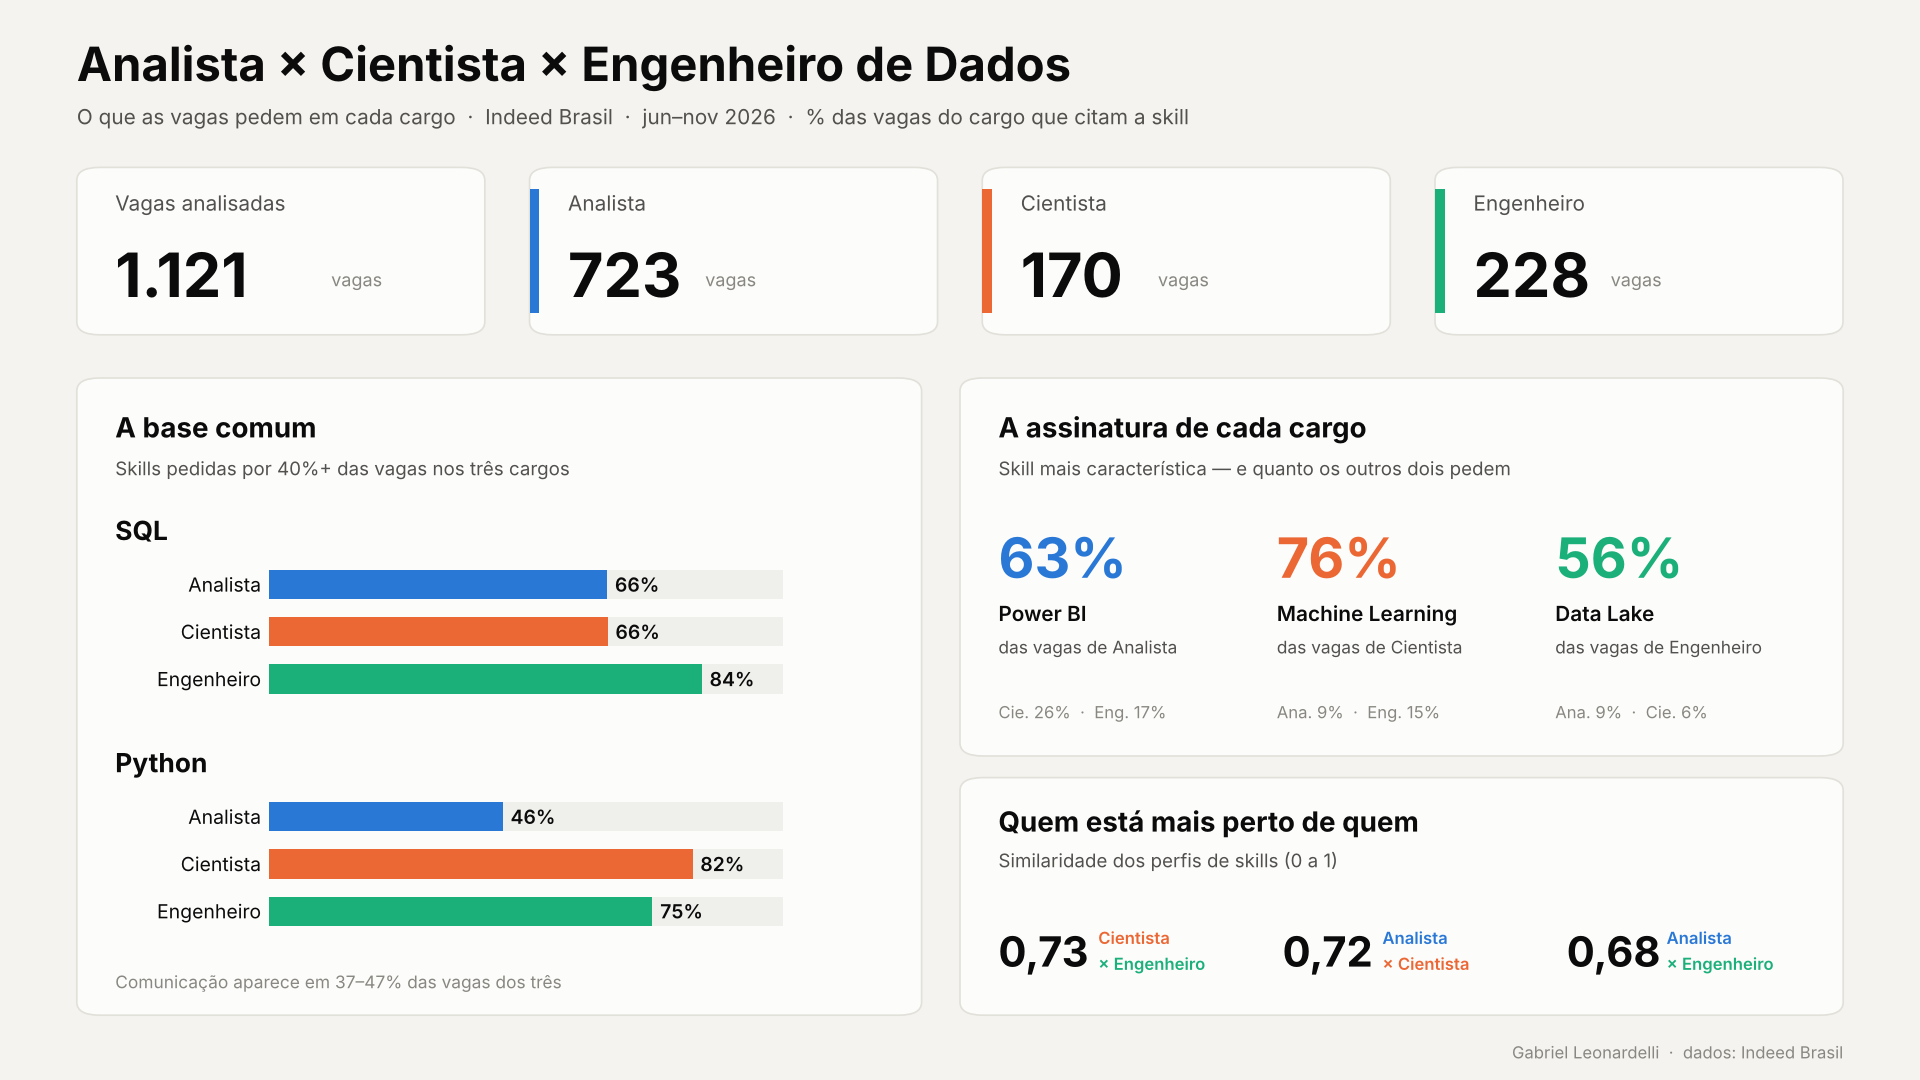 Analista × Cientista × Engenheiro de Dados
O que as vagas pedem em cada cargo · Indeed Brasil · jun–nov 2026 · % das vagas do cargo que citam a skill
Vagas analisadas
1.121 vagas
Analista
723 vagas
Cientista
170 vagas
Engenheiro
228 vagas
A base comum
Skills pedidas por 40%+ das vagas nos três cargos
SQL
Analista 66%
Cientista 66%
Engenheiro 84%
Python
Analista 46%
Cientista 82%
Engenheiro 75%
Comunicação aparece em 37–47% das vagas dos três
A assinatura de cada cargo
Skill mais característica — e quanto os outros dois pedem
63%
Power BI
das vagas de Analista
Cie. 26% · Eng. 17%
76%
Machine Learning
das vagas de Cientista
Ana. 9% · Eng. 15%
56%
Data Lake
das vagas de Engenheiro
Ana. 9% · Cie. 6%
Quem está mais perto de quem
Similaridade dos perfis de skills (0 a 1)
0,73
Cientista
× Engenheiro
0,72
Analista
× Cientista
0,68
Analista
× Engenheiro
Gabriel Leonardelli · dados: Indeed Brasil